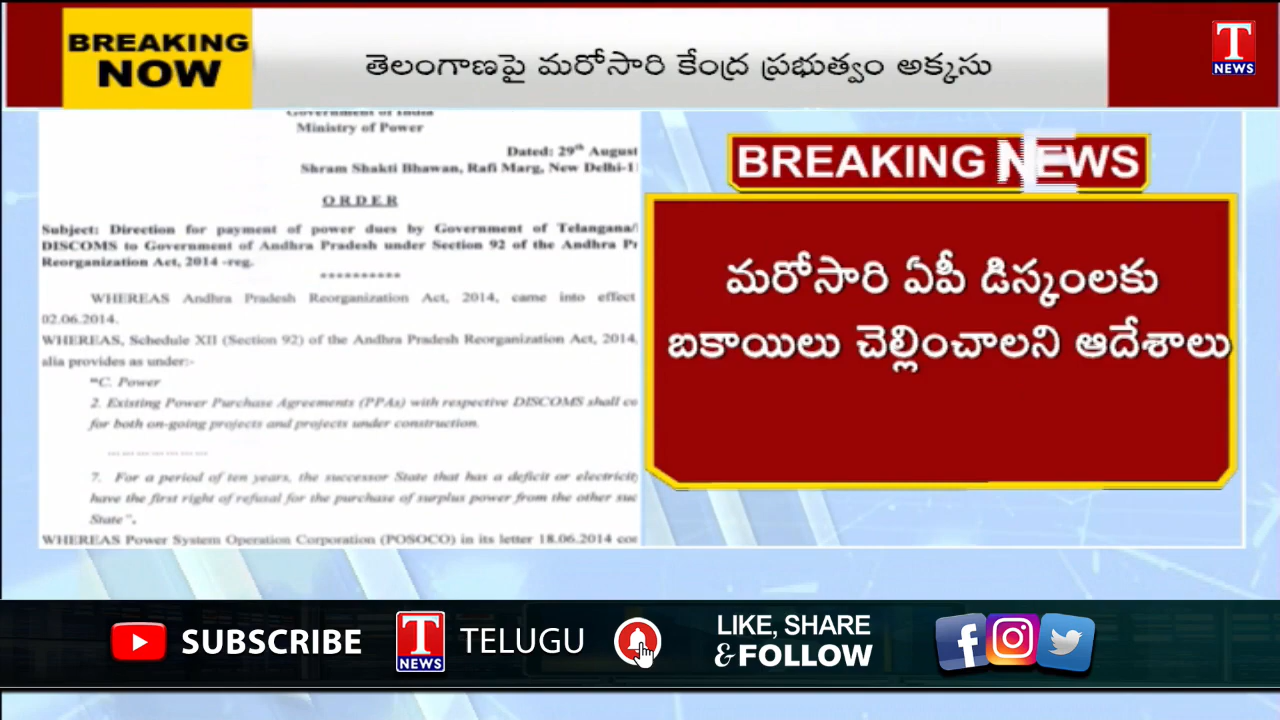 BREAKING
NOW
తెలంగాణపై మరోసారి కేంద్ర ప్రభుత్వం అక్కసు
T
NEWS
Government of India
Ministry of Power
Dated: 29th August
Shram Shakti Bhawan, Rafi Marg, New Delhi-11
ORDER
Subject: Direction for payment of power dues by Government of Telangana/
DISCOMS to Government of Andhra Pradesh under Section 92 of the Andhra Pr
Reorganization Act, 2014 -reg.
**********
WHEREAS Andhra Pradesh Reorganization Act, 2014, came into effect
02.06.2014.
WHEREAS, Schedule XII (Section 92) of the Andhra Pradesh Reorganization Act, 2014,
alia provides as under:-
"C. Power
2. Existing Power Purchase Agreements (PPAs) with respective DISCOMS shall co
for both on-going projects and projects under construction.
7. For a period of ten years, the successor State that has a deficit or electricity
have the first right of refusal for the purchase of surplus power from the other suc
State".
WHEREAS Power System Operation Corporation (POSOCO) in its letter 18.06.2014 con
BREAKING NEWS
మరోసారి ఏపీ డిస్కంలకు
బకాయిలు చెల్లించాలని ఆదేశాలు
SUBSCRIBE
T
NEWS
TELUGU
LIKE, SHARE
& FOLLOW